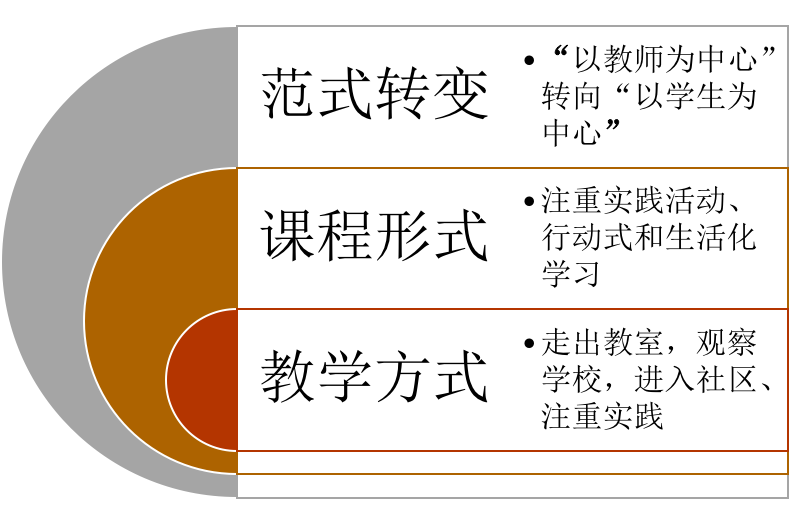 范式转变
•“以教师为中心”
转向“以学生为
中心”
课程形式
•注重实践活动、
行动式和生活化
学习
教学方式
•走出教室，观察
学校，进入社区、
注重实践